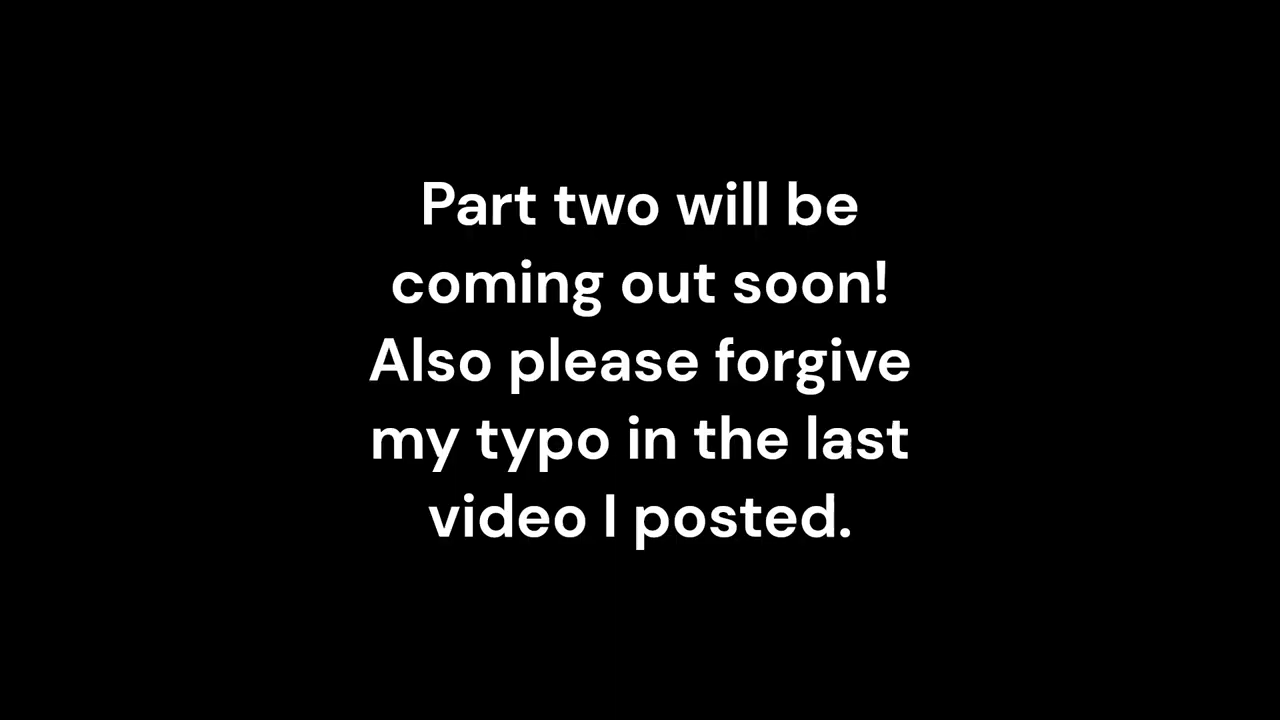 Part two will be
coming out soon!
Also please forgive
my typo in the last
video I posted.